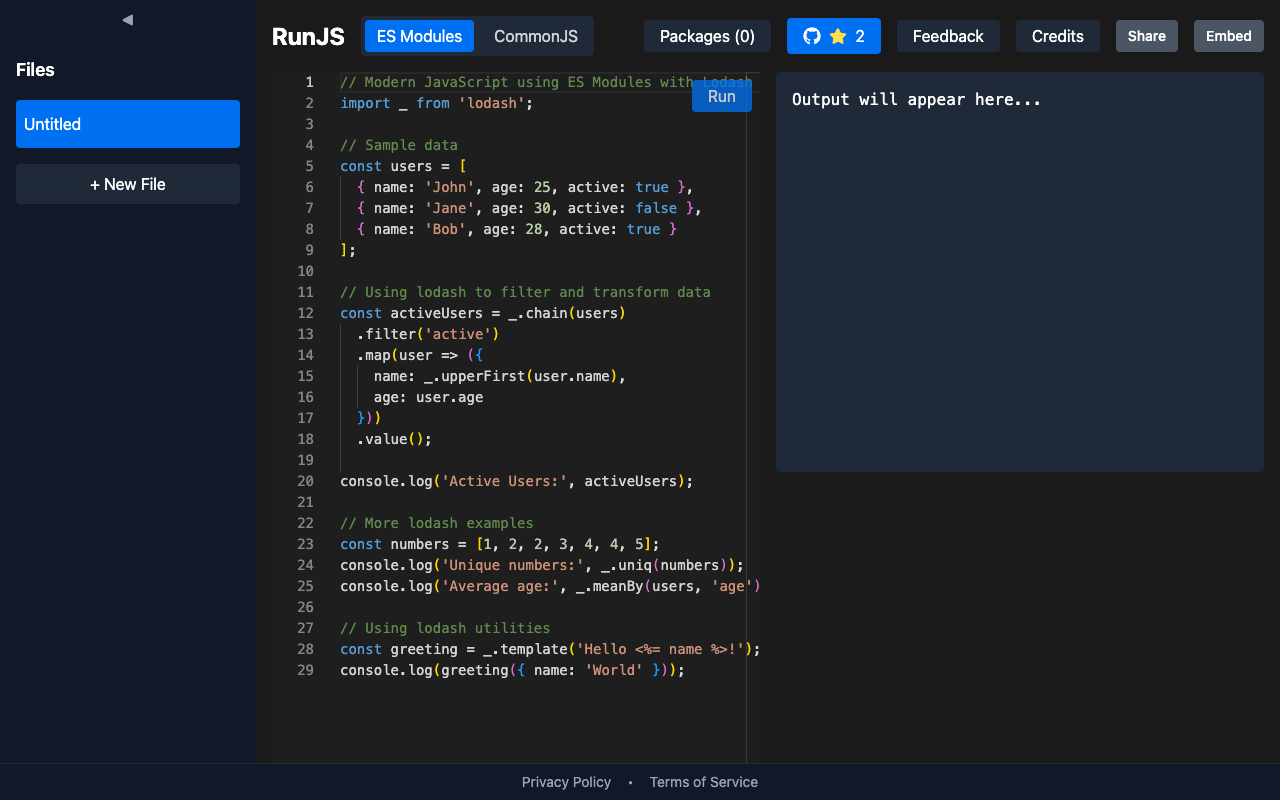 ◀
Files
Untitled
+ New File
RunJS
ES Modules
CommonJS
Packages (0)
⭐ 2
Feedback
Credits
Share
Embed
1 // Modern JavaScript using ES Modules with Lodash
2 import _ from 'lodash';
Run
3
4 // Sample data
5 const users = [
6 { name: 'John', age: 25, active: true },
7 { name: 'Jane', age: 30, active: false },
8 { name: 'Bob', age: 28, active: true }
9 ];
10
11 // Using lodash to filter and transform data
12 const activeUsers = _.chain(users)
13 .filter('active')
14 .map(user => ({
15 name: _.upperFirst(user.name),
16 age: user.age
17 }))
18 .value();
19
20 console.log('Active Users:', activeUsers);
21
22 // More lodash examples
23 const numbers = [1, 2, 2, 3, 4, 4, 5];
24 console.log('Unique numbers:', _.uniq(numbers));
25 console.log('Average age:', _.meanBy(users, 'age')
26
27 // Using lodash utilities
28 const greeting = _.template('Hello <%= name %>!');
29 console.log(greeting({ name: 'World' }));
Output will appear here...
Privacy Policy • Terms of Service